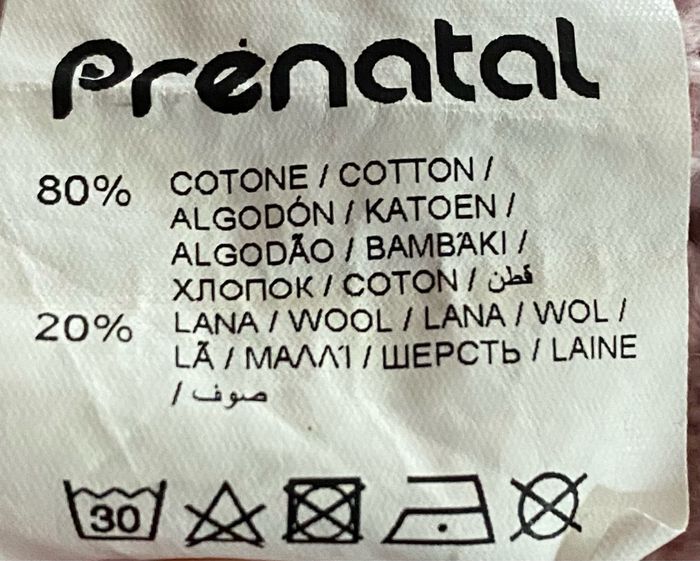 Prénatal
80% COTONE / COTTON /
ALGODÓN / KATOEN /
ALGODÃO / BAMBAKI /
ХЛОПОК / COTON / قطن
20% LANA / WOOL / LANA / WOL /
LÃ / ΜΑΛΛΊ / ШЕРСТЬ / LAINE
/ صوف
30